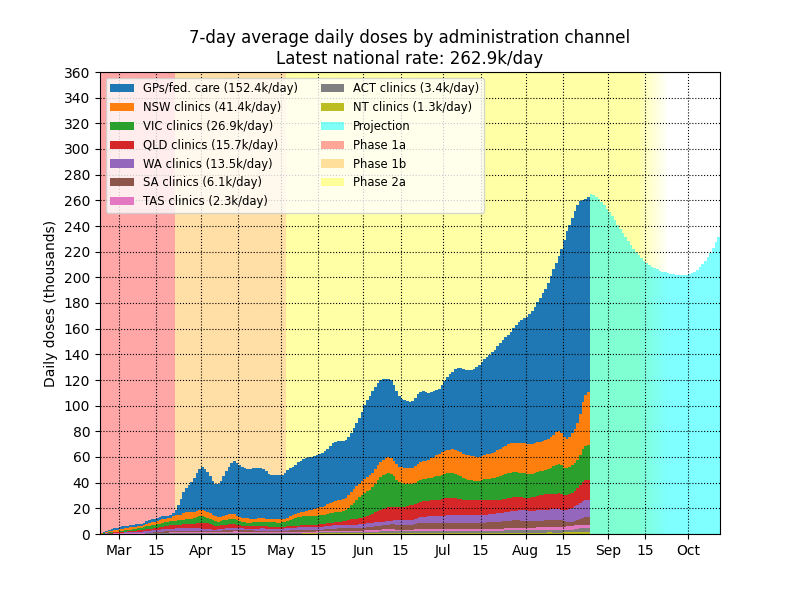 7-day average daily doses by administration channel
Latest national rate: 262.9k/day
GPs/fed. care (152.4k/day)
NSW clinics (41.4k/day)
VIC clinics (26.9k/day)
QLD clinics (15.7k/day)
WA clinics (13.5k/day)
SA clinics (6.1k/day)
TAS clinics (2.3k/day)
ACT clinics (3.4k/day)
NT clinics (1.3k/day)
Projection
Phase 1a
Phase 1b
Phase 2a
Daily doses (thousands)
360
340
320
300
280
260
240
220
200
180
160
140
120
100
80
60
40
20
0
Mar 15 Apr 15 May 15 Jun 15 Jul 15 Aug 15 Sep 15 Oct